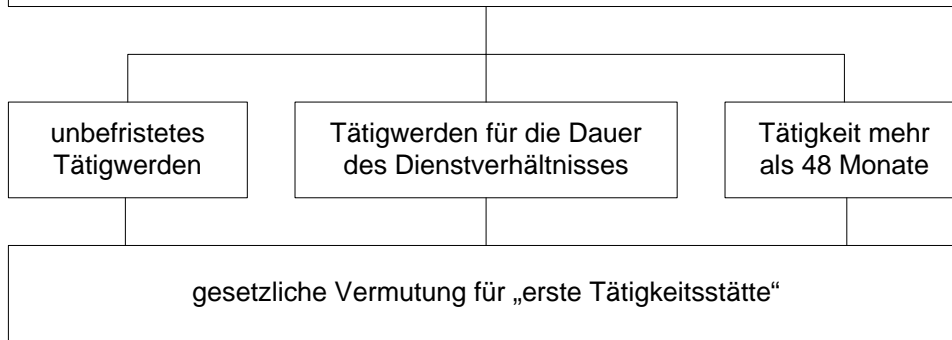 unbefristetes
Tätigwerden
Tätigwerden für die Dauer
des Dienstverhältnisses
Tätigkeit mehr
als 48 Monate
gesetzliche Vermutung für „erste Tätigkeitsstätte“